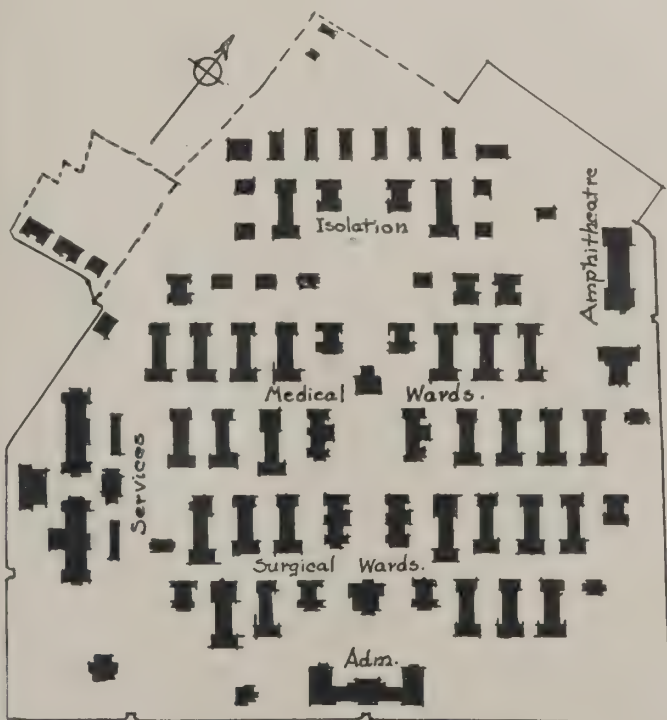 Isolation
Amphitheatre
Medical Wards.
Services
Surgical Wards.
Adm.